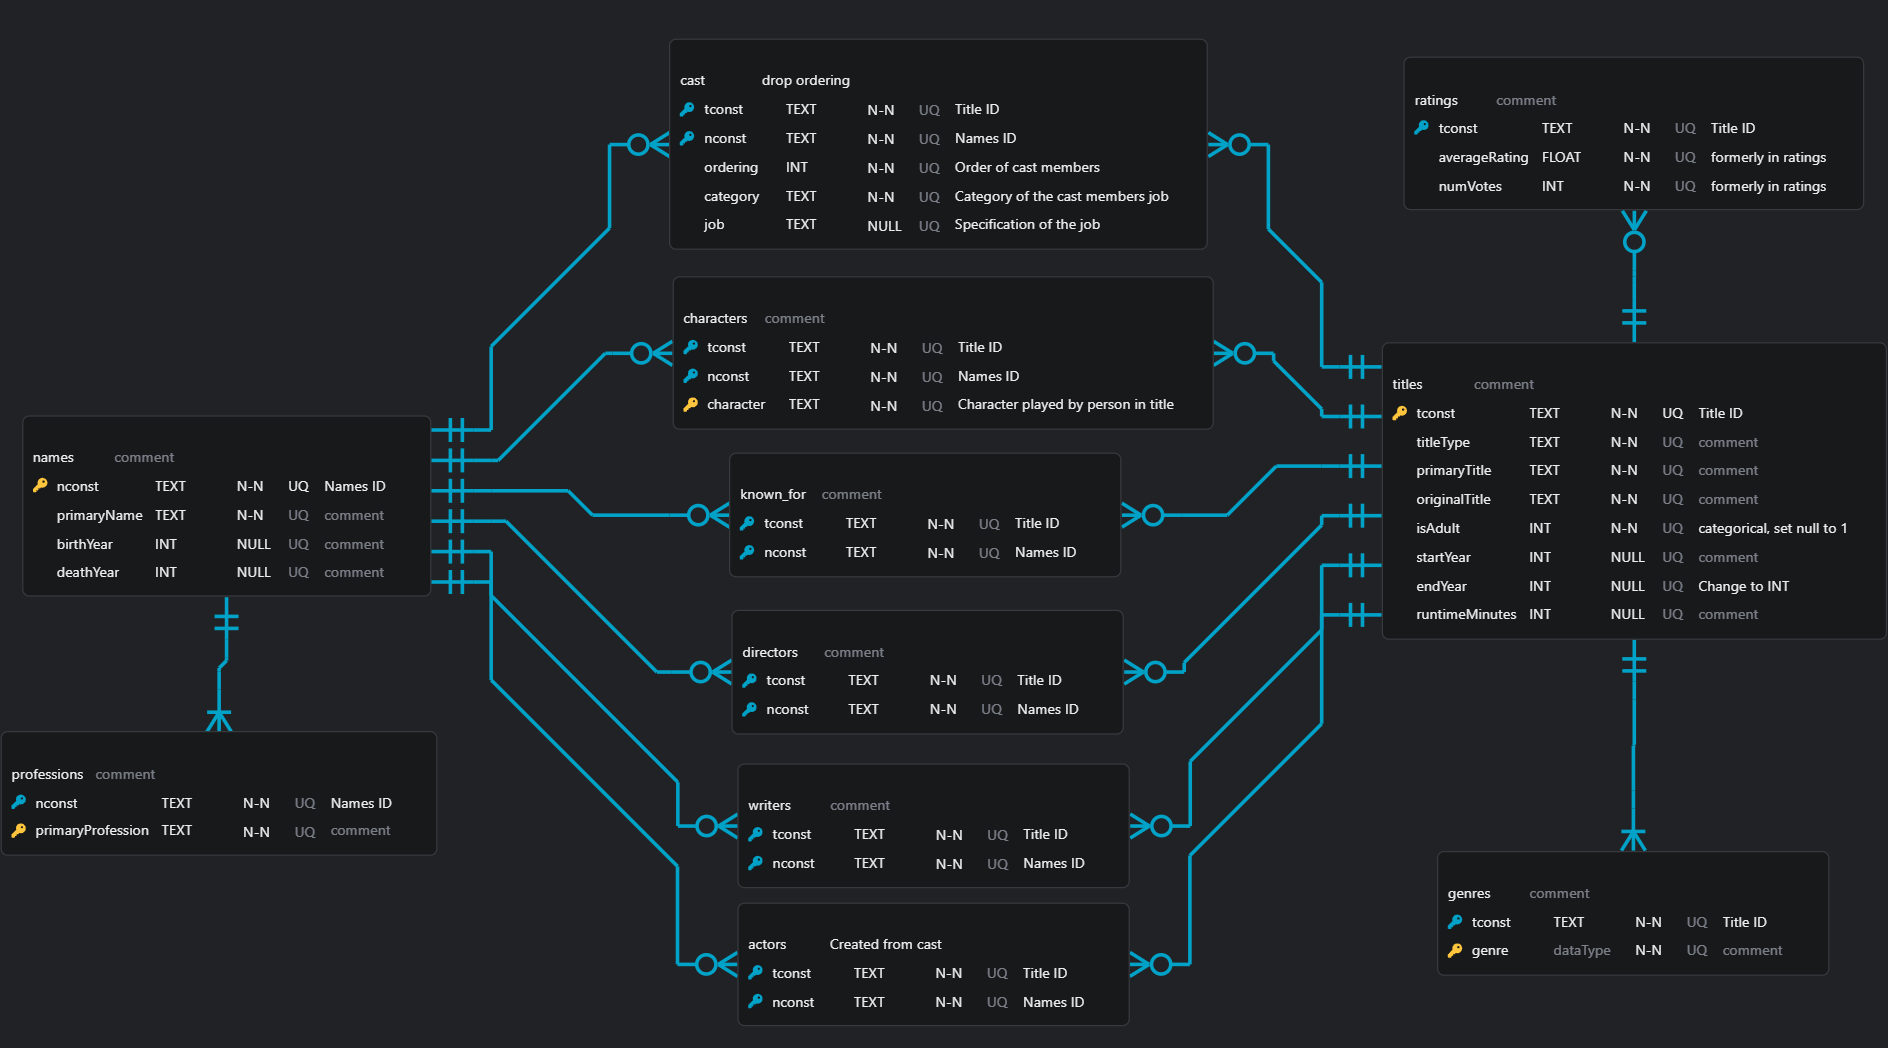 cast drop ordering
tconst TEXT N-N UQ Title ID
nconst TEXT N-N UQ Names ID
ordering INT N-N UQ Order of cast members
category TEXT N-N UQ Category of the cast members job
job TEXT NULL UQ Specification of the job
ratings comment
tconst TEXT N-N UQ Title ID
averageRating FLOAT N-N UQ formerly in ratings
numVotes INT N-N UQ formerly in ratings
characters comment
tconst TEXT N-N UQ Title ID
nconst TEXT N-N UQ Names ID
character TEXT N-N UQ Character played by person in title
titles comment
tconst TEXT N-N UQ Title ID
titleType TEXT N-N UQ comment
primaryTitle TEXT N-N UQ comment
originalTitle TEXT N-N UQ comment
isAdult INT N-N UQ categorical, set null to 1
startYear INT NULL UQ comment
endYear INT NULL UQ Change to INT
runtimeMinutes INT NULL UQ comment
names comment
nconst TEXT N-N UQ Names ID
primaryName TEXT N-N UQ comment
birthYear INT NULL UQ comment
deathYear INT NULL UQ comment
known_for comment
tconst TEXT N-N UQ Title ID
nconst TEXT N-N UQ Names ID
directors comment
tconst TEXT N-N UQ Title ID
nconst TEXT N-N UQ Names ID
professions comment
nconst TEXT N-N UQ Names ID
primaryProfession TEXT N-N UQ comment
writers comment
tconst TEXT N-N UQ Title ID
nconst TEXT N-N UQ Names ID
genres comment
tconst TEXT N-N UQ Title ID
genre dataType N-N UQ comment
actors Created from cast
tconst TEXT N-N UQ Title ID
nconst TEXT N-N UQ Names ID